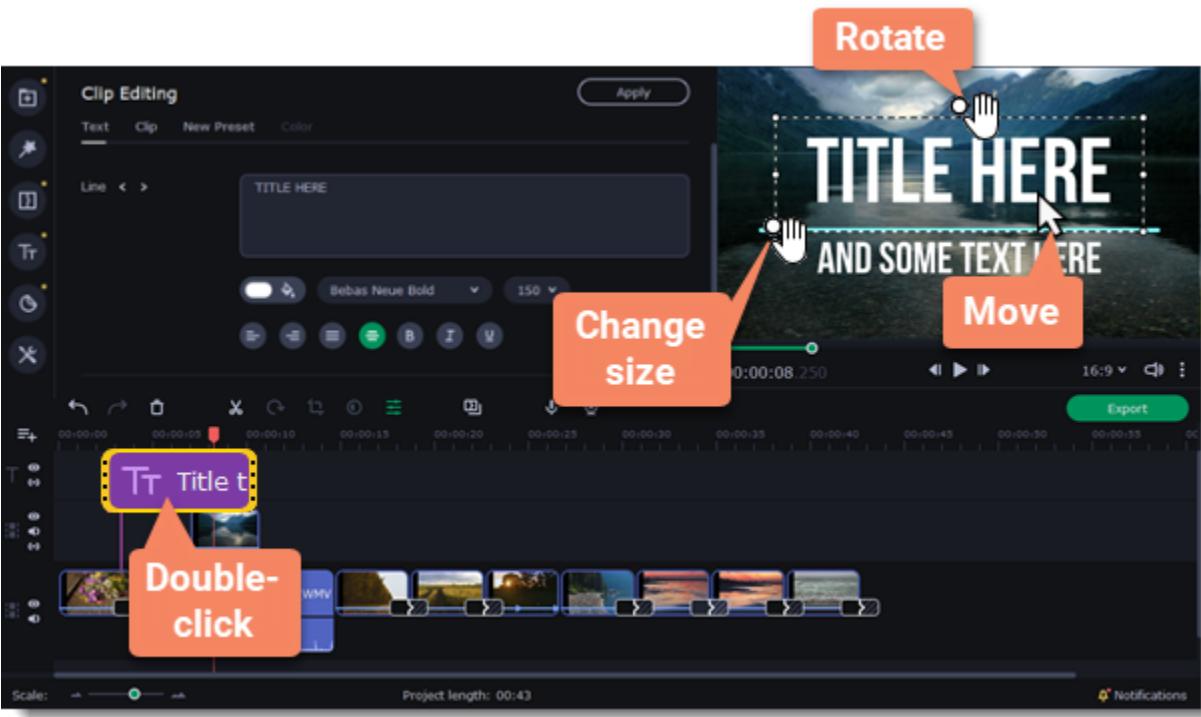 Rotate
Clip Editing
Apply
Text Clip New Preset Color
Line < >
TITLE HERE
TITLE HERE
AND SOME TEXT HERE
Move
Bebas Neue Bold
150
B I U
Change
size
0:00:08.250
16:9
Export
00:00:00 00:00:05 00:00:10 00:00:15 00:00:20 00:00:25 00:00:30 00:00:35 00:00:40 00:00:45 00:00:50 00:00:55
Tт Title t
Double-
click
WMV
Scale:
Project length: 00:43
Notifications